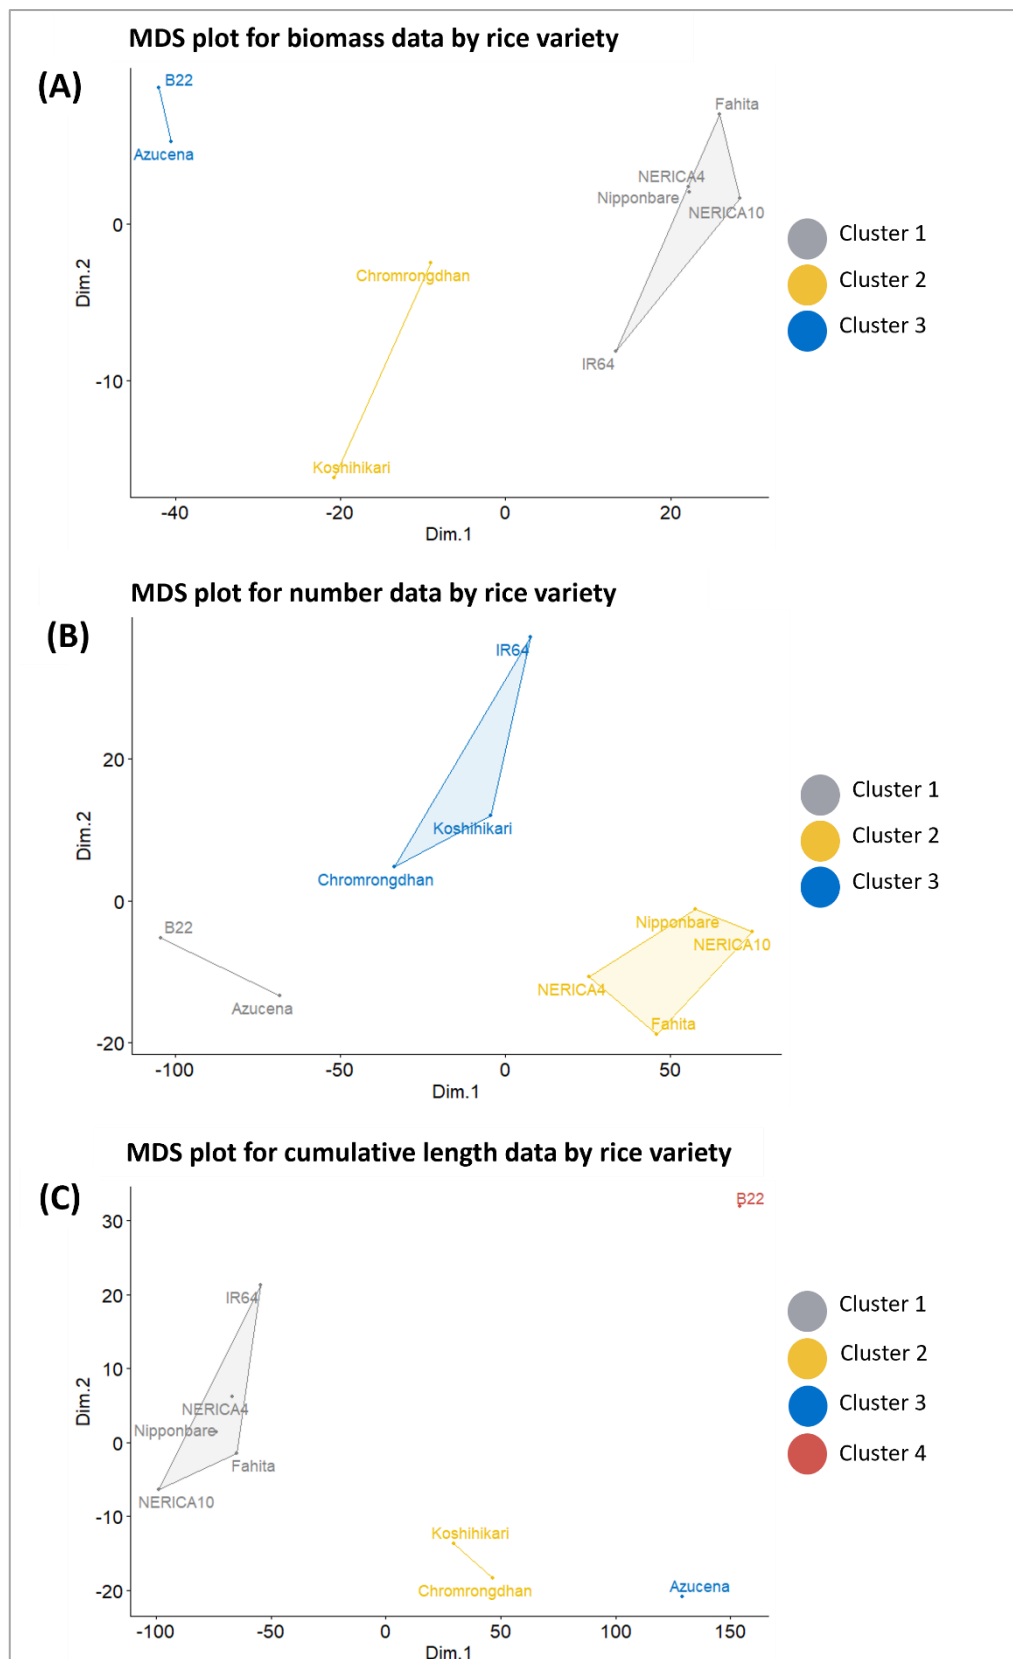 MDS plot for biomass data by rice variety
(A)
B22
Azucena
Fahita
NERICA4
Nipponbare
NERICA10
Chromrongdhan
IR64
Koshihikari
0
-10
Dim.2
-40
-20
0
20
Dim.1
Cluster 1
Cluster 2
Cluster 3
MDS plot for number data by rice variety
(B)
IR64
Koshihikari
Chromrongdhan
B22
Azucena
Nipponbare
NERICA10
NERICA4
Fahita
20
0
-20
Dim.2
-100
-50
0
50
Dim.1
Cluster 1
Cluster 2
Cluster 3
MDS plot for cumulative length data by rice variety
(C)
B22
IR64
NERICA4
Nipponbare
Fahita
NERICA10
Koshihikari
Chromrongdhan
Azucena
30
20
10
0
-10
-20
Dim.2
-100
-50
0
50
100
150
Dim.1
Cluster 1
Cluster 2
Cluster 3
Cluster 4